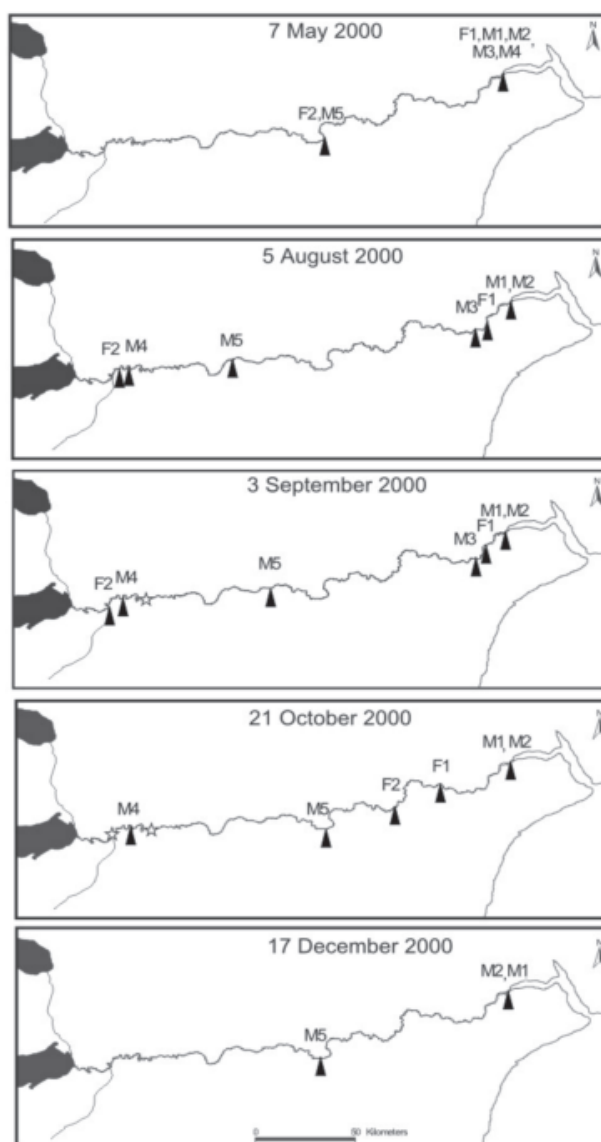 7 May 2000
F1,M1,M2,
M3,M4
N
F2,M5
5 August 2000
N
M1,M2
F1
M3
F2 M4
M5
3 September 2000
N
M1,M2
F1
M3
M5
M4
F2
21 October 2000
N
M1,M2
F1
F2
M4
M5
17 December 2000
N
M2,M1
M5
0 50 Kilometers